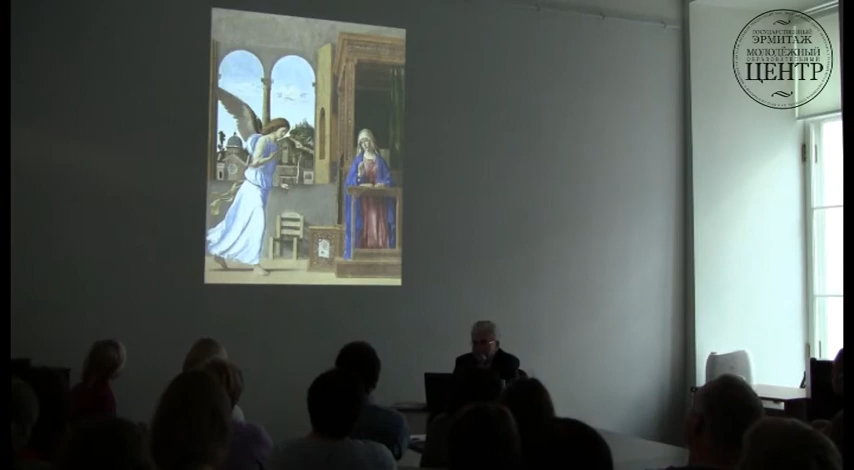 ГОСУДАРСТВЕННЫЙ
ЭРМИТАЖ
МОЛОДЁЖНЫЙ
ОБРАЗОВАТЕЛЬНЫЙ
ЦЕНТР